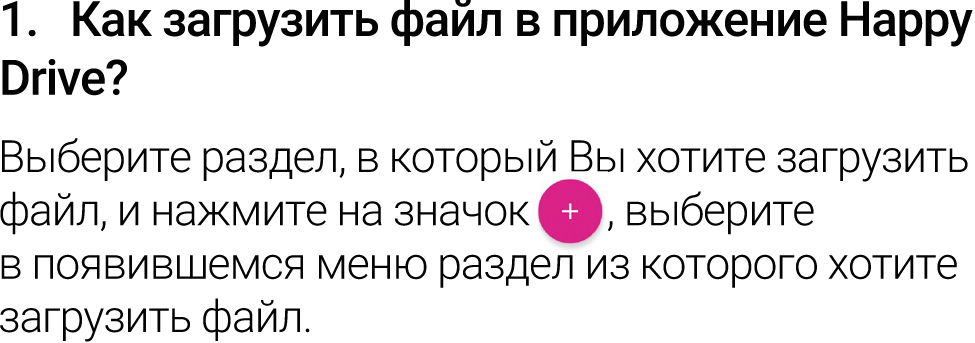 1. Как загрузить файл в приложение Happy
Drive?
Выберите раздел, в который Вы хотите загрузить
файл, и нажмите на значок + , выберите
в появившемся меню раздел из которого хотите
загрузить файл.